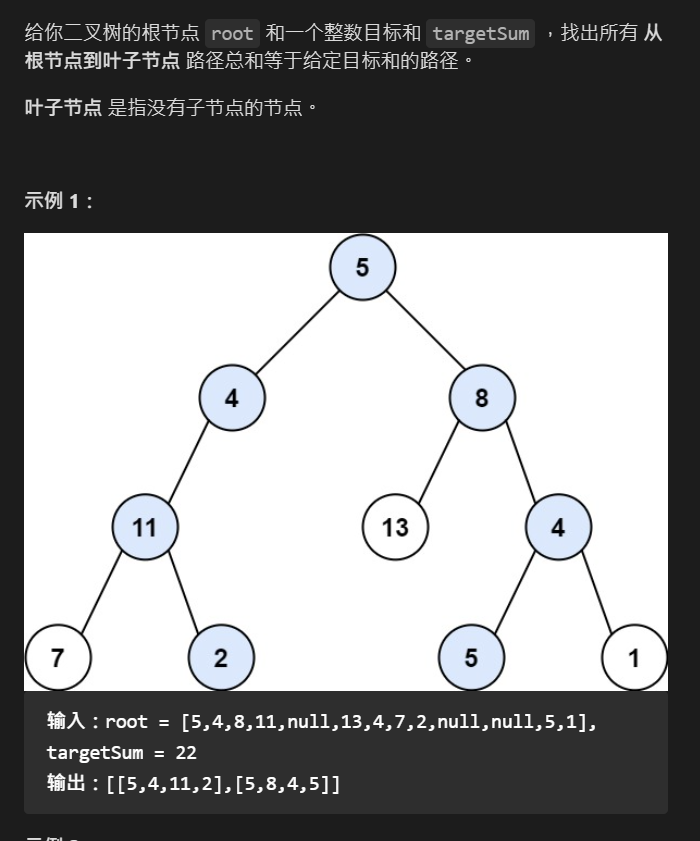 给你二叉树的根节点 root 和一个整数目标和 targetSum ，找出所有 从
根节点到叶子节点 路径总和等于给定目标和的路径。
叶子节点 是指没有子节点的节点。
示例 1：
5
4 8
11 13 4
7 2 5 1
输入：root = [5,4,8,11,null,13,4,7,2,null,null,5,1],
targetSum = 22
输出：[[5,4,11,2],[5,8,4,5]]